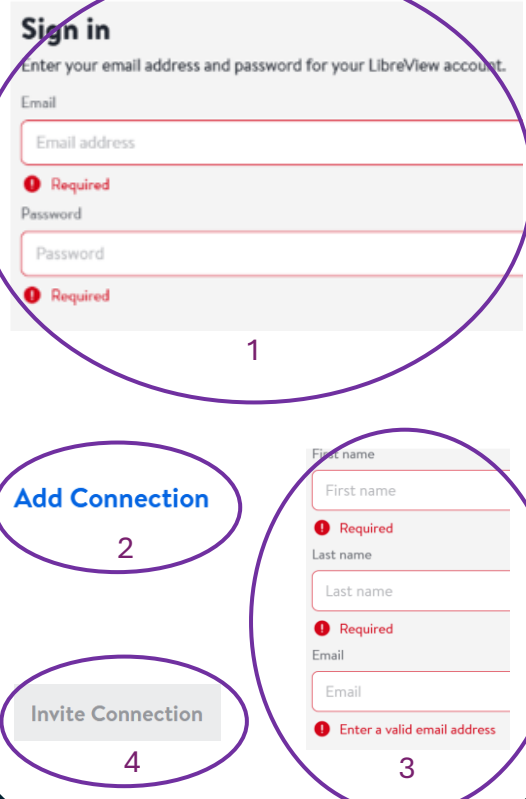 Sign in
Enter your email address and password for your LibreView account.
Email
Email address
Required
Password
Password
Required
1
Add Connection
2
First name
First name
Required
Last name
Last name
Required
Email
Email
Enter a valid email address
3
Invite Connection
4